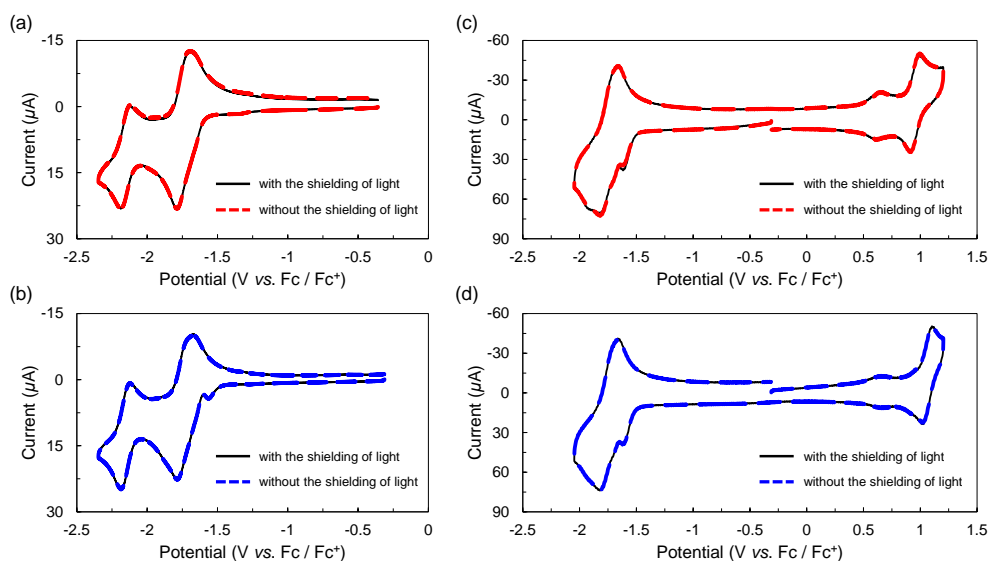 (a)
-15
0
15
30
Current (μA)
with the shielding of light
without the shielding of light
-2.5 -2 -1.5 -1 -0.5 0
Potential (V vs. Fc / Fc⁺)
(b)
-15
0
15
30
Current (μA)
with the shielding of light
without the shielding of light
-2.5 -2 -1.5 -1 -0.5 0
Potential (V vs. Fc / Fc⁺)
(c)
-60
-30
0
30
60
90
Current (μA)
with the shielding of light
without the shielding of light
-2.5 -2 -1.5 -1 -0.5 0 0.5 1 1.5
Potential (V vs. Fc / Fc⁺)
(d)
-60
-30
0
30
60
90
Current (μA)
with the shielding of light
without the shielding of light
-2.5 -2 -1.5 -1 -0.5 0 0.5 1 1.5
Potential (V vs. Fc / Fc⁺)